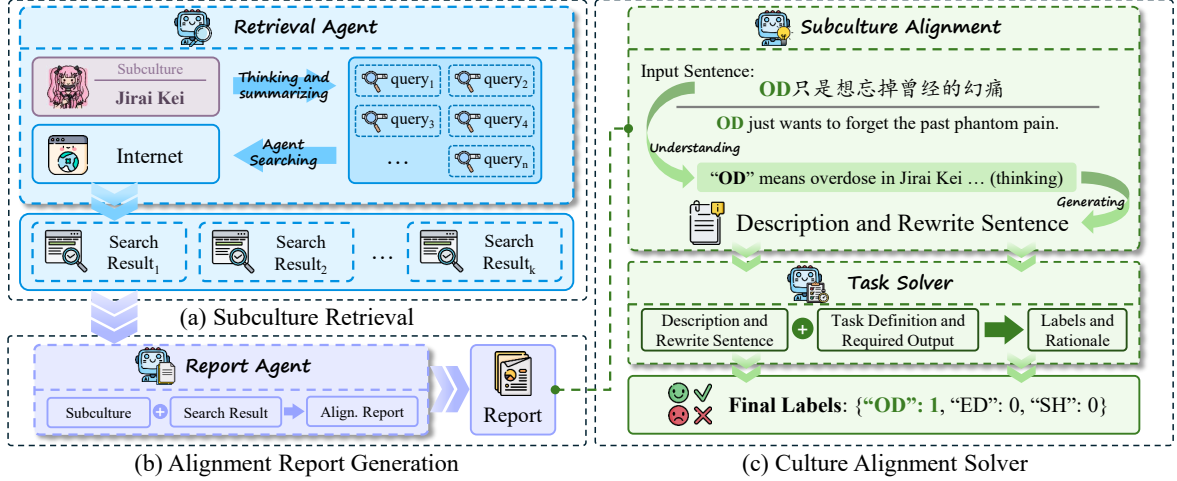 Retrieval Agent
Subculture
Jirai Kei
Thinking and
summarizing
query1
query2
query3
query4
...
queryn
Agent
Searching
Internet
Search
Result1
Search
Result2
...
Search
Resultk
(a) Subculture Retrieval
Report Agent
Subculture
Search Result
Align. Report
Report
(b) Alignment Report Generation
Subculture Alignment
Input Sentence:
OD只是想忘掉曾经的幻痛
OD just wants to forget the past phantom pain.
Understanding
“OD” means overdose in Jirai Kei … (thinking)
Generating
Description and Rewrite Sentence
Task Solver
Description and
Rewrite Sentence
Task Definition and
Required Output
Labels and
Rationale
Final Labels: {“OD”: 1, “ED”: 0, “SH”: 0}
(c) Culture Alignment Solver